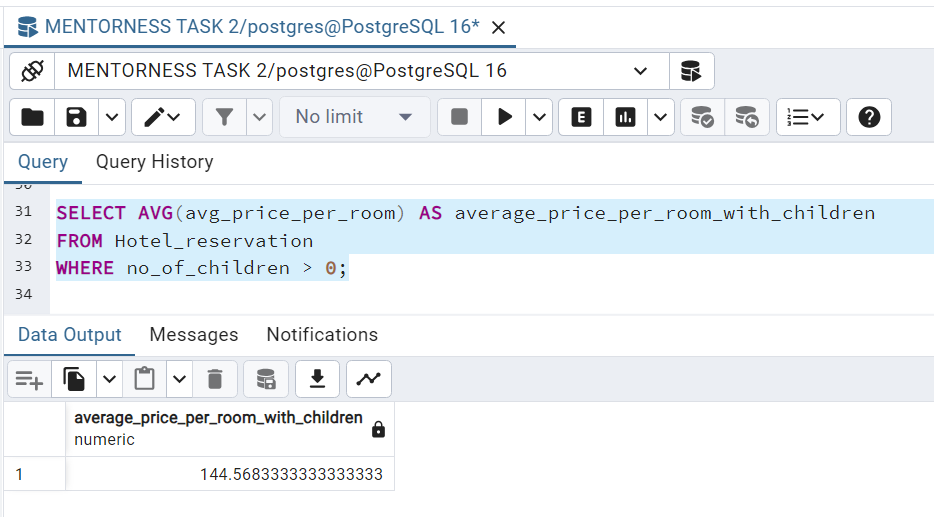 MENTORNESS TASK 2/postgres@PostgreSQL 16*
MENTORNESS TASK 2/postgres@PostgreSQL 16
No limit
E
Query Query History
31 SELECT AVG(avg_price_per_room) AS average_price_per_room_with_children
32 FROM Hotel_reservation
33 WHERE no_of_children > 0;
34
Data Output Messages Notifications
average_price_per_room_with_children
numeric
1 144.5683333333333333